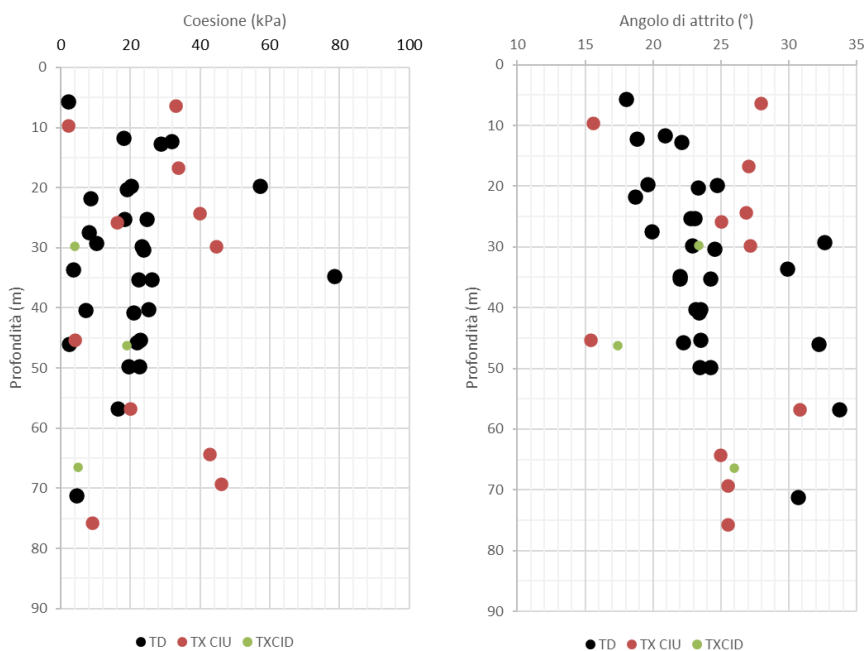 Coesione (kPa)
0 20 40 60 80 100
0
10
20
30
40
50
60
70
80
90
Profondità (m)
TD TX CIU TXCID
Angolo di attrito (°)
10 15 20 25 30 35
0
10
20
30
40
50
60
70
80
90
Profondità (m)
TD TX CIU TXCID